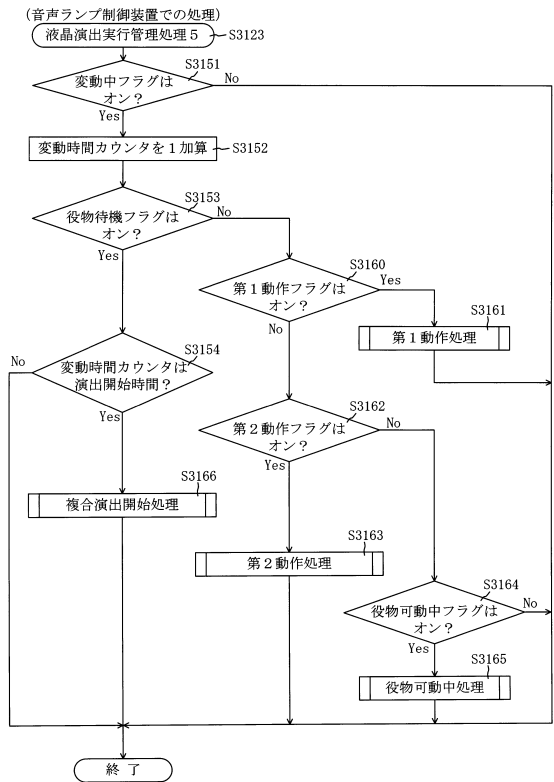 (音声ランプ制御装置での処理)
液晶演出実行管理処理5
S3123
S3151
変動中フラグは
オン?
No
Yes
変動時間カウンタを1加算
S3152
S3153
役物待機フラグは
オン?
No
Yes
S3160
第1動作フラグは
オン?
Yes
No
S3161
第1動作処理
S3154
変動時間カウンタは
演出開始時間?
No
Yes
S3162
第2動作フラグは
オン?
No
Yes
S3166
複合演出開始処理
S3163
第2動作処理
S3164
役物可動中フラグは
オン?
No
Yes
S3165
役物可動中処理
終 了